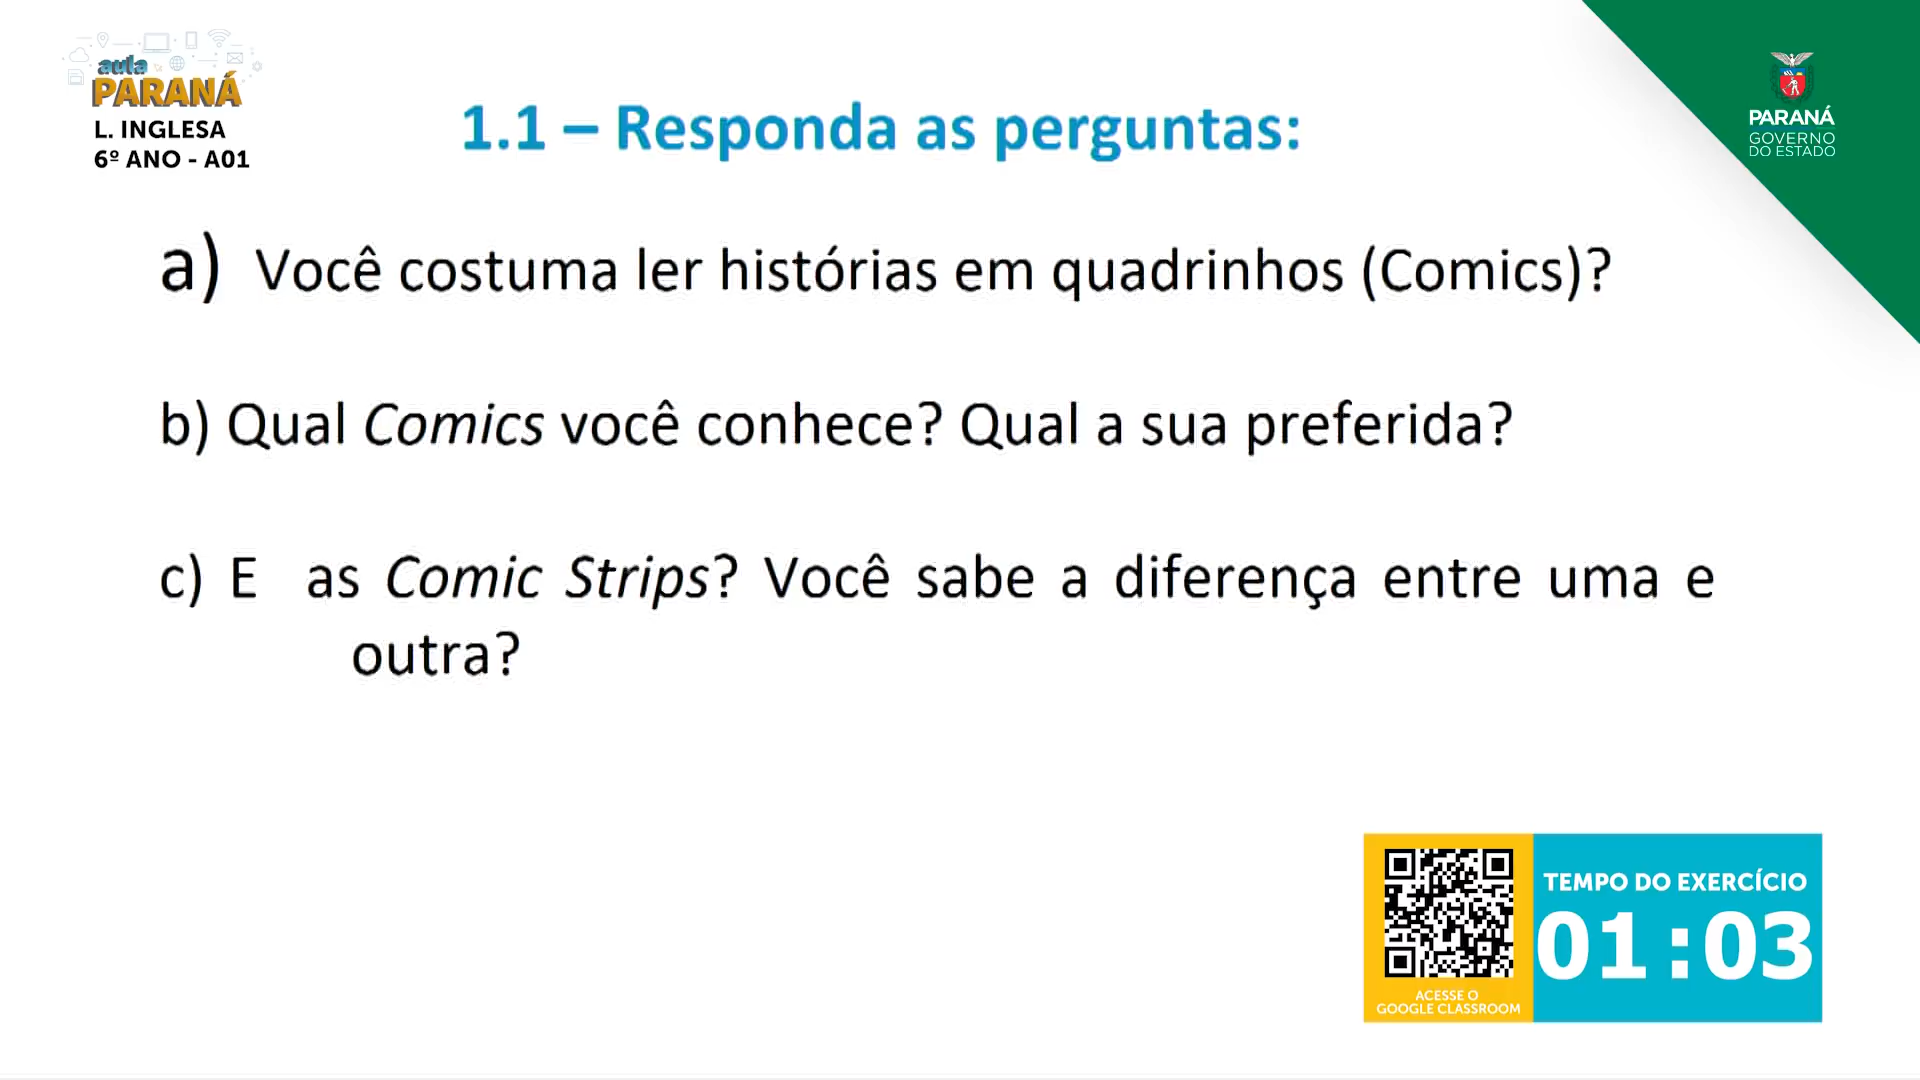 aula
PARANÁ
L. INGLESA
6º ANO - A01
1.1 – Responda as perguntas:
PARANÁ
GOVERNO
DO ESTADO
a) Você costuma ler histórias em quadrinhos (Comics)?
b) Qual Comics você conhece? Qual a sua preferida?
c) E as Comic Strips? Você sabe a diferença entre uma e
outra?
TEMPO DO EXERCÍCIO
01:03
ACESSE O
GOOGLE CLASSROOM